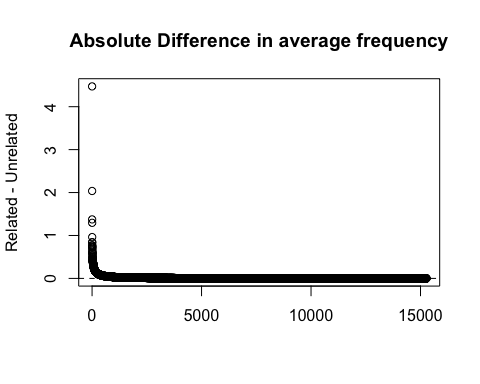 Absolute Difference in average frequency
Related - Unrelated
4
3
2
1
0
0 5000 10000 15000